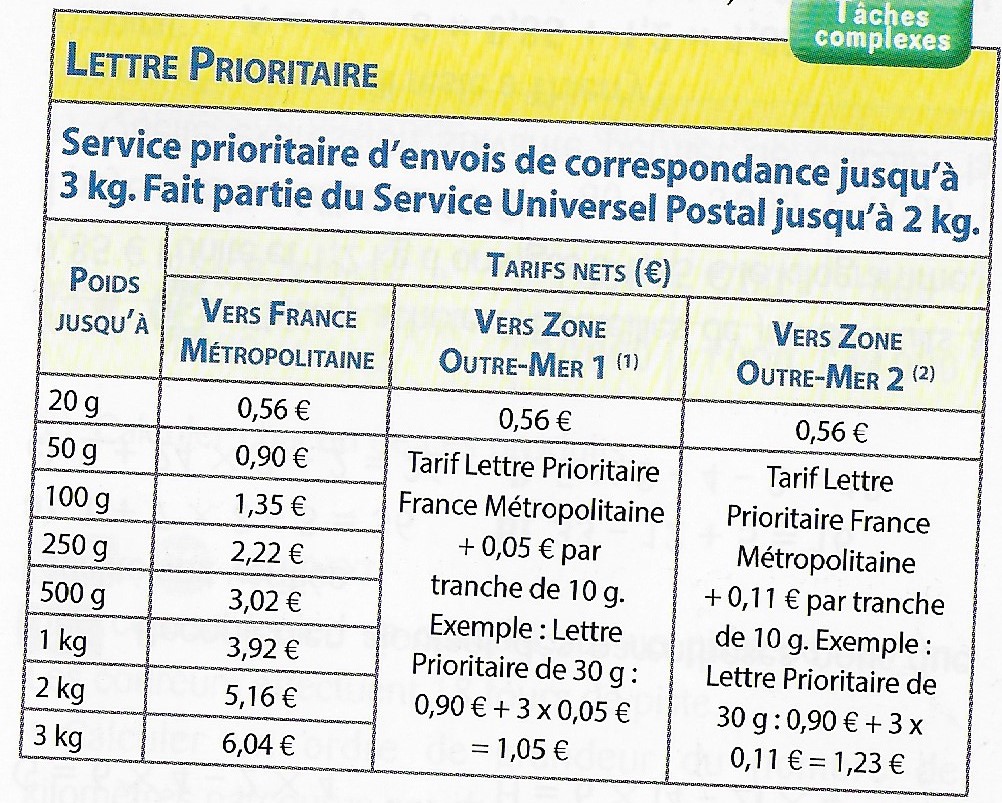 Tâches
complexes
LETTRE PRIORITAIRE
Service prioritaire d'envois de correspondance jusqu'à
3 kg. Fait partie du Service Universel Postal jusqu'à 2 kg.
POIDS
JUSQU'À
TARIFS NETS (€)
VERS FRANCE
MÉTROPOLITAINE
VERS ZONE
OUTRE-MER 1 (1)
VERS ZONE
OUTRE-MER 2 (2)
20 g 0,56 € 0,56 € 0,56 €
50 g 0,90 €
100 g 1,35 €
250 g 2,22 €
500 g 3,02 €
1 kg 3,92 €
2 kg 5,16 €
3 kg 6,04 €
Tarif Lettre Prioritaire
France Métropolitaine
+ 0,05 € par
tranche de 10 g.
Exemple : Lettre
Prioritaire de 30 g :
0,90 € + 3 x 0,05 €
= 1,05 €
Tarif Lettre
Prioritaire France
Métropolitaine
+ 0,11 € par tranche
de 10 g. Exemple :
Lettre Prioritaire de
30 g : 0,90 € + 3 x
0,11 € = 1,23 €